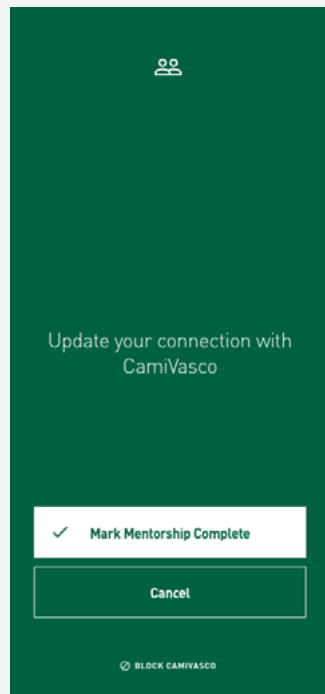 Update your connection with
CamiVasco
Mark Mentorship Complete
Cancel
BLOCK CAMIVASCO